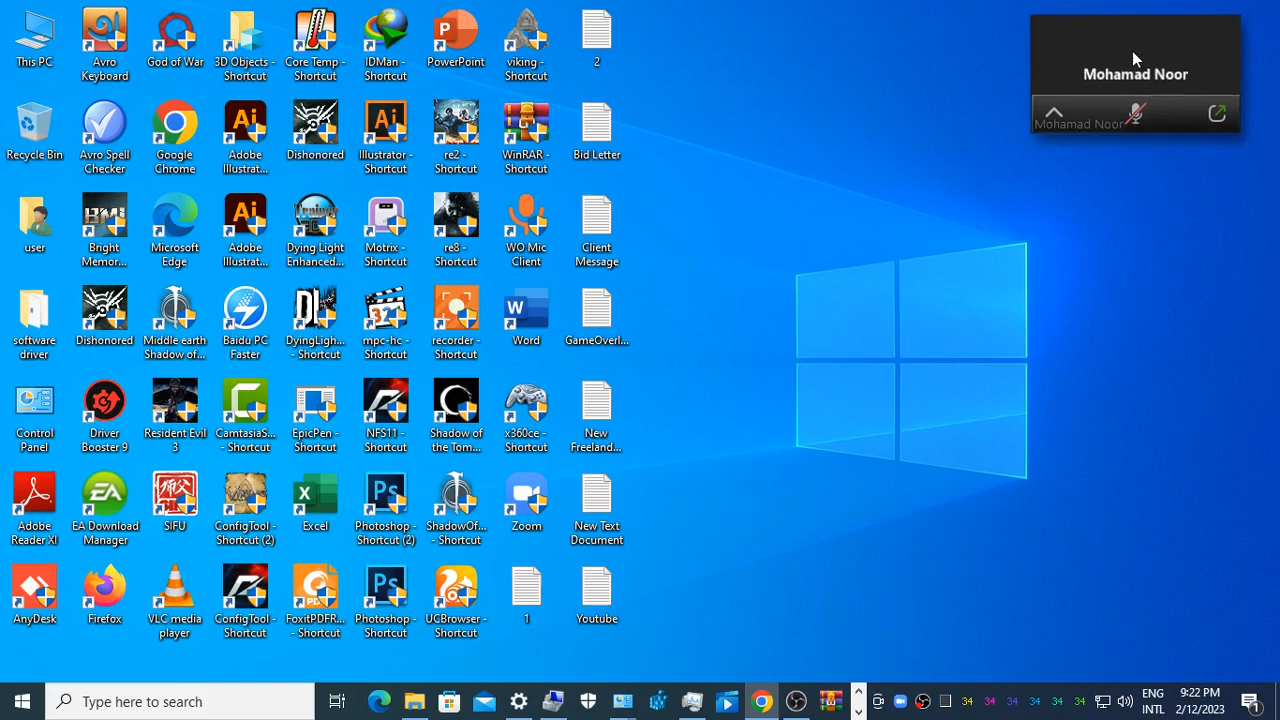 This PC
Avro
Keyboard
God of War
3D Objects -
Shortcut
Core Temp -
Shortcut
IDMan -
Shortcut
PowerPoint
viking -
Shortcut
2
Mohamad Noor
Mohamad Noor
Recycle Bin
Avro Spell
Checker
Google
Chrome
Adobe
Illustrat...
Dishonored
Illustrator -
Shortcut
re2 -
Shortcut
WinRAR -
Shortcut
Bid Letter
user
Bright
Memor...
Microsoft
Edge
Adobe
Illustrat...
Dying Light
Enhanced...
Motrix -
Shortcut
re8 -
Shortcut
WO Mic
Client
Client
Message
software
driver
Dishonored
Middle earth
Shadow of...
Baidu PC
Faster
DyingLigh...
- Shortcut
mpc-hc -
Shortcut
recorder -
Shortcut
Word
GameOverl...
Control
Panel
Driver
Booster 9
Resident Evil
3
CamtasiaS...
- Shortcut
EpicPen -
Shortcut
NFS11 -
Shortcut
Shadow of
the Tom...
x360ce -
Shortcut
New
Freeland...
Adobe
Reader XI
EA Download
Manager
SIFU
ConfigTool -
Shortcut (2)
Excel
Photoshop -
Shortcut (2)
ShadowOf...
- Shortcut
Zoom
New Text
Document
AnyDesk
Firefox
VLC media
player
ConfigTool -
Shortcut
FoxitPDFR...
- Shortcut
Photoshop -
Shortcut
UCBrowser -
Shortcut
1
Youtube
Type here to search
34 34 34 34 34 34
ENG
INTL
9:22 PM
2/12/2023
1